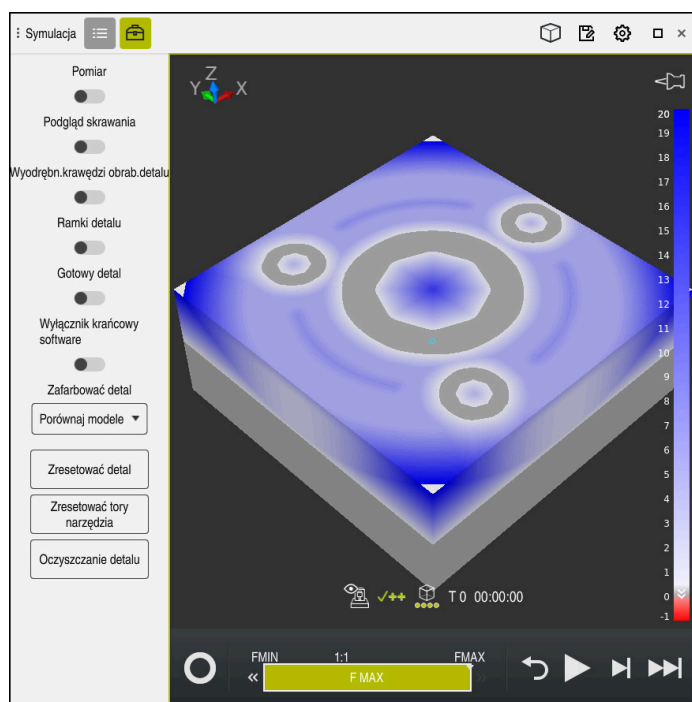 Symulacja
Pomiar
Podgląd skrawania
Wyodrębn.krawędzi obrab.detalu
Ramki detalu
Gotowy detal
Wyłącznik krańcowy
software
Zafarbować detal
Porównaj modele
Zresetować detal
Zresetować tory
narzędzia
Oczyszczanie detalu
Z
Y X
20
19
18
17
16
15
14
13
12
11
10
9
8
7
6
5
4
3
2
1
0
-1
T 0 00:00:00
FMIN 1:1 FMAX
F MAX